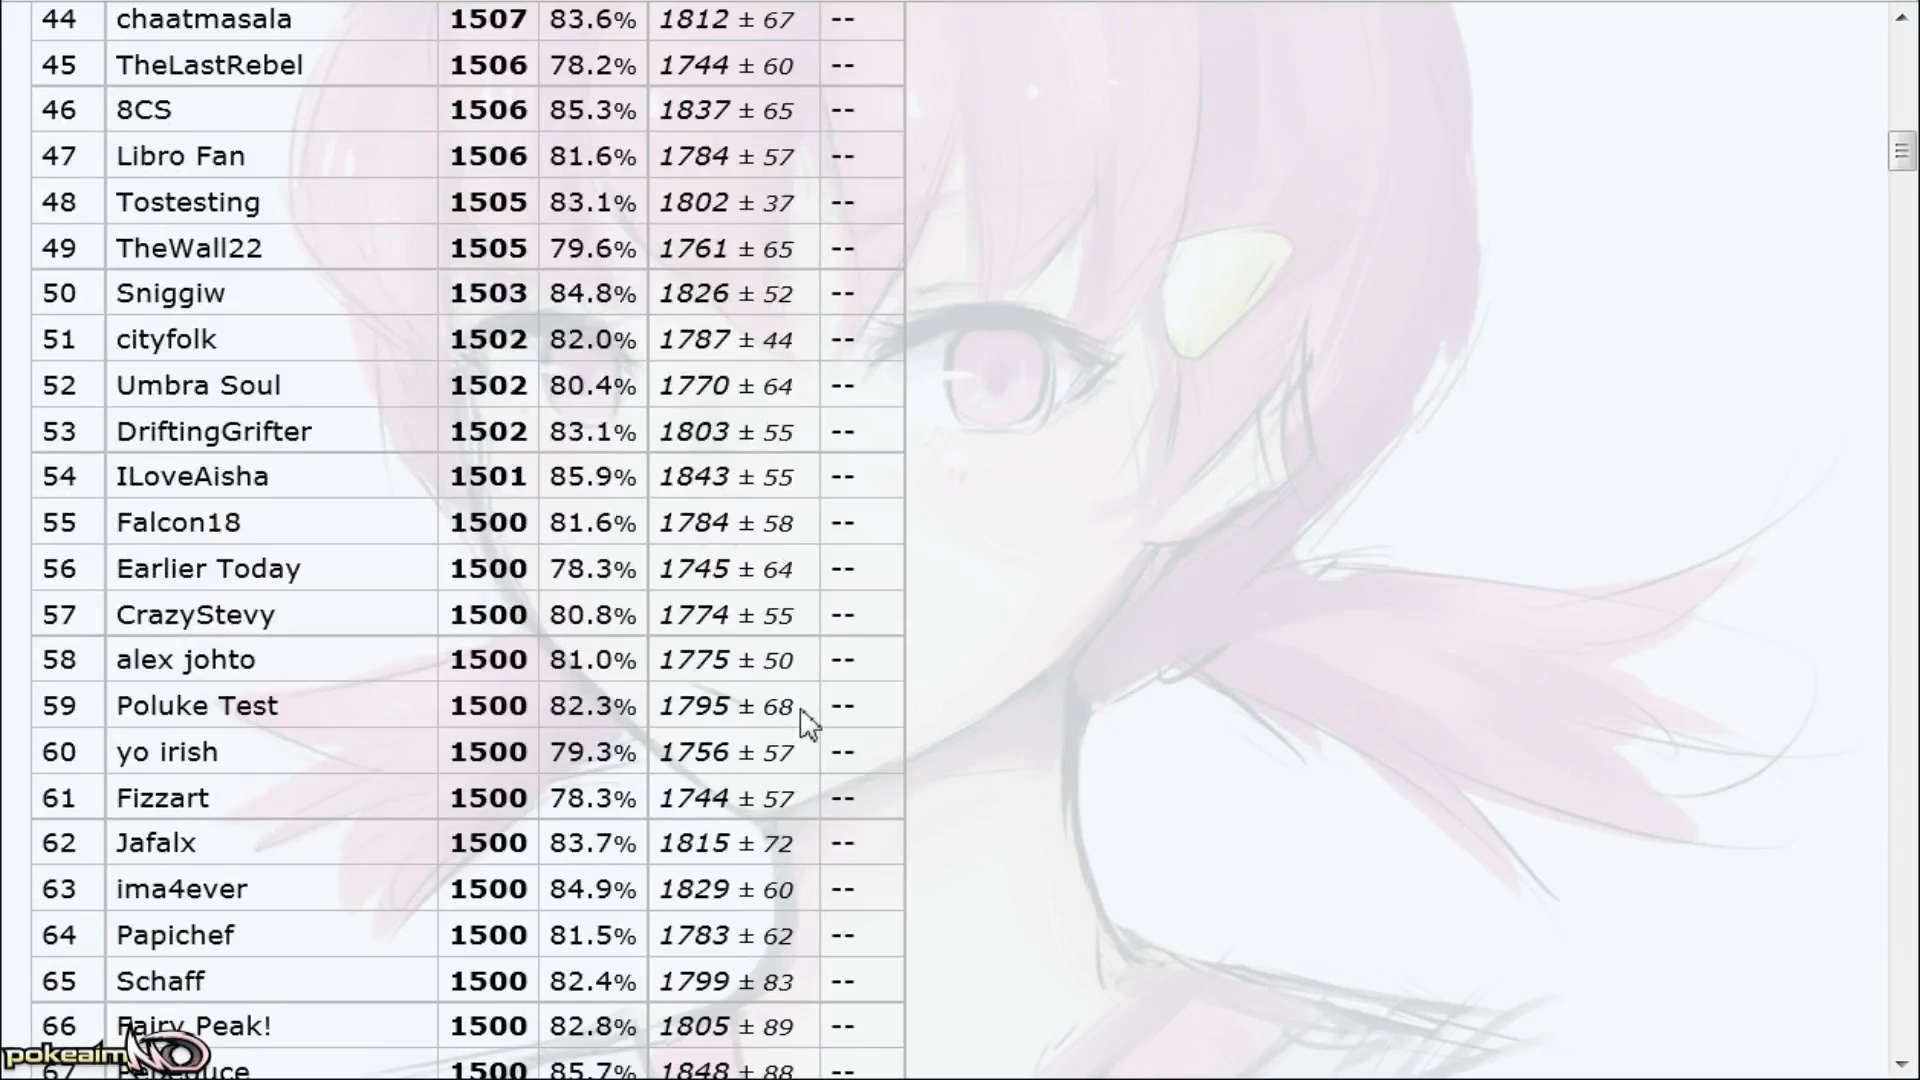 44 chaatmasala 1507 83.6% 1812 ± 67 --
45 TheLastRebel 1506 78.2% 1744 ± 60 --
46 8CS 1506 85.3% 1837 ± 65 --
47 Libro Fan 1506 81.6% 1784 ± 57 --
48 Tostesting 1505 83.1% 1802 ± 37 --
49 TheWall22 1505 79.6% 1761 ± 65 --
50 Sniggiw 1503 84.8% 1826 ± 52 --
51 cityfolk 1502 82.0% 1787 ± 44 --
52 Umbra Soul 1502 80.4% 1770 ± 64 --
53 DriftingGrifter 1502 83.1% 1803 ± 55 --
54 ILoveAisha 1501 85.9% 1843 ± 55 --
55 Falcon18 1500 81.6% 1784 ± 58 --
56 Earlier Today 1500 78.3% 1745 ± 64 --
57 CrazyStevy 1500 80.8% 1774 ± 55 --
58 alex johto 1500 81.0% 1775 ± 50 --
59 Poluke Test 1500 82.3% 1795 ± 68 --
60 yo irish 1500 79.3% 1756 ± 57 --
61 Fizzart 1500 78.3% 1744 ± 57 --
62 Jafalx 1500 83.7% 1815 ± 72 --
63 ima4ever 1500 84.9% 1829 ± 60 --
64 Papichef 1500 81.5% 1783 ± 62 --
65 Schaff 1500 82.4% 1799 ± 83 --
66 Fairy Peak! 1500 82.8% 1805 ± 89 --
67 1500 85.7% 1848 ± 88 --
pokeaimMD